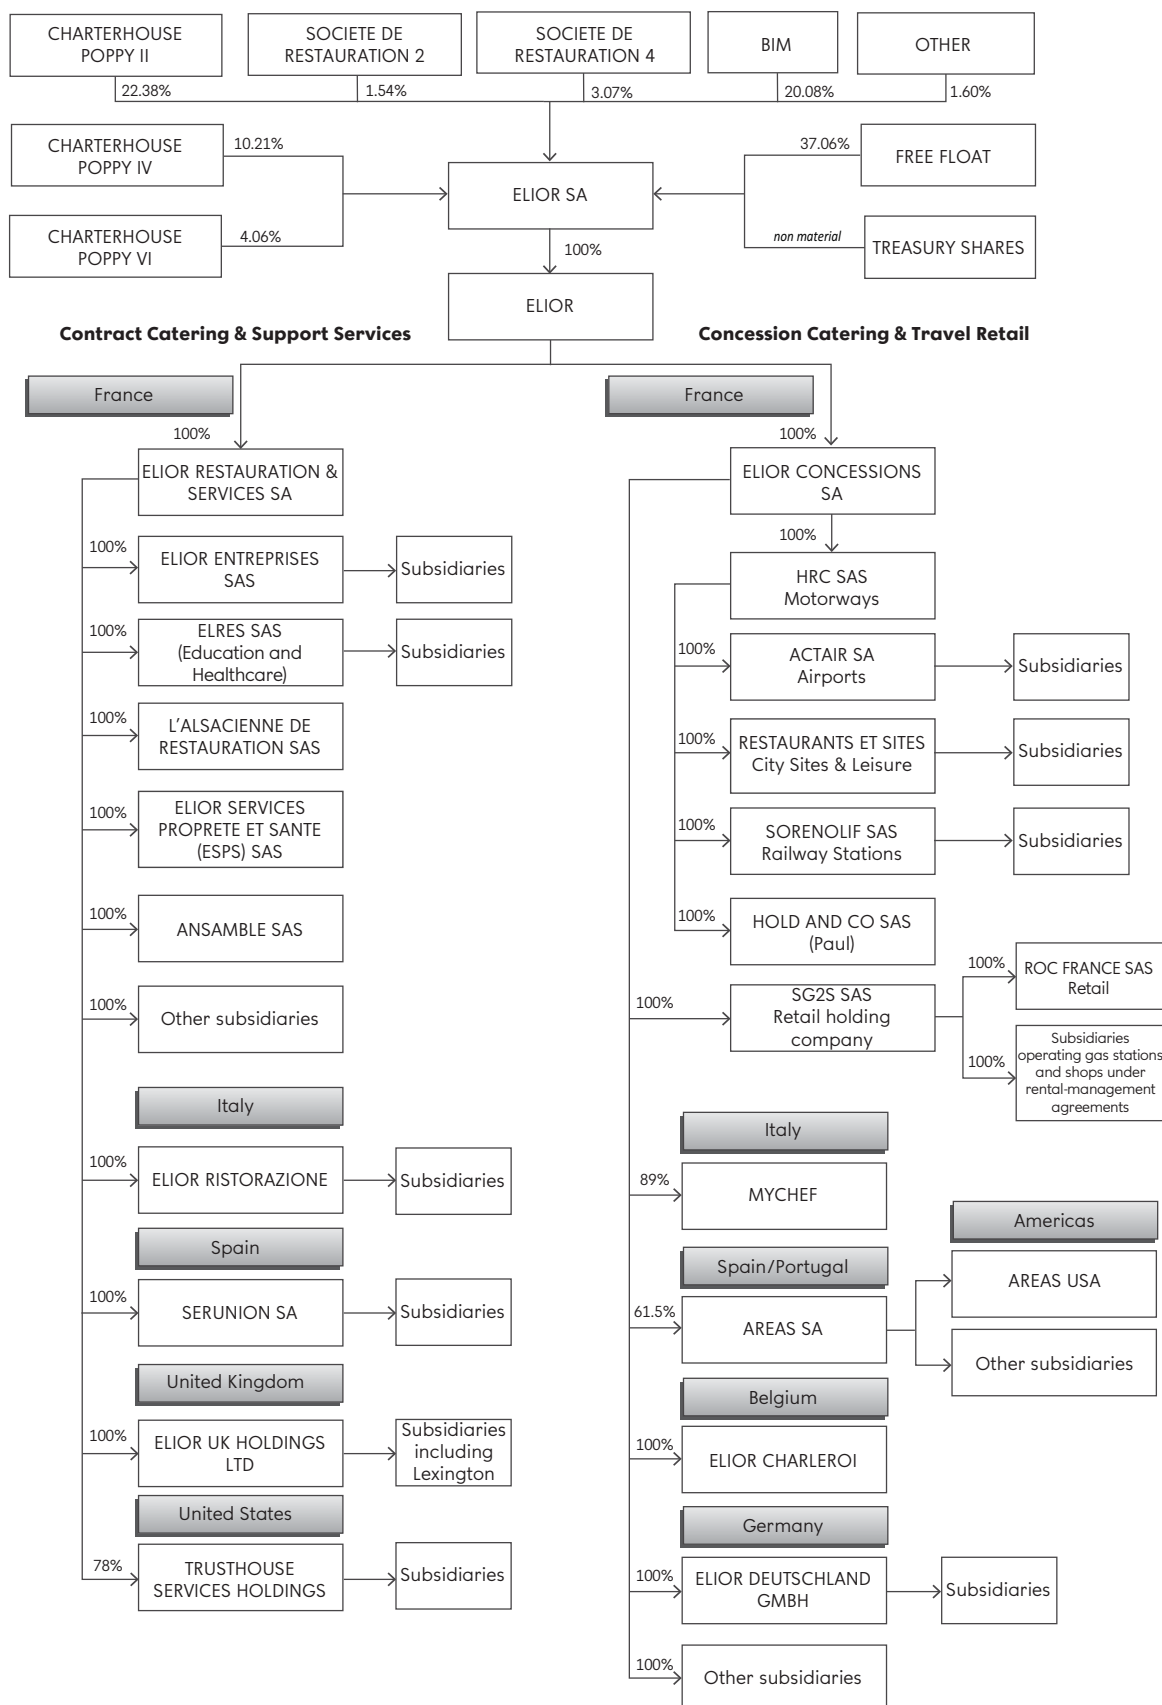 CHARTERHOUSE
POPPY II
SOCIETE DE
RESTAURATION 2
SOCIETE DE
RESTAURATION 4
BIM
OTHER
22.38%
1.54%
3.07%
20.08%
1.60%
CHARTERHOUSE
POPPY IV
10.21%
37.06%
FREE FLOAT
ELIOR SA
CHARTERHOUSE
POPPY VI
4.06%
non material
TREASURY SHARES
100%
ELIOR
Contract Catering & Support Services
Concession Catering & Travel Retail
France
100%
ELIOR RESTAURATION &
SERVICES SA
100%
ELIOR ENTREPRISES
SAS
Subsidiaries
100%
ELRES SAS
(Education and
Healthcare)
Subsidiaries
100%
L'ALSACIENNE DE
RESTAURATION SAS
100%
ELIOR SERVICES
PROPRETE ET SANTE
(ESPS) SAS
100%
ANSAMBLE SAS
100%
Other subsidiaries
Italy
100%
ELIOR RISTORAZIONE
Subsidiaries
Spain
100%
SERUNION SA
Subsidiaries
United Kingdom
100%
ELIOR UK HOLDINGS
LTD
Subsidiaries
including
Lexington
United States
78%
TRUSTHOUSE
SERVICES HOLDINGS
Subsidiaries
France
100%
ELIOR CONCESSIONS
SA
100%
HRC SAS
Motorways
100%
ACTAIR SA
Airports
Subsidiaries
100%
RESTAURANTS ET SITES
City Sites & Leisure
Subsidiaries
100%
SORENOLIF SAS
Railway Stations
Subsidiaries
100%
HOLD AND CO SAS
(Paul)
100%
SG2S SAS
Retail holding
company
100%
ROC FRANCE SAS
Retail
100%
Subsidiaries
operating gas stations
and shops under
rental-management
agreements
Italy
89%
MYCHEF
Spain/Portugal
61.5%
AREAS SA
Americas
AREAS USA
Other subsidiaries
Belgium
100%
ELIOR CHARLEROI
Germany
100%
ELIOR DEUTSCHLAND
GMBH
Subsidiaries
100%
Other subsidiaries